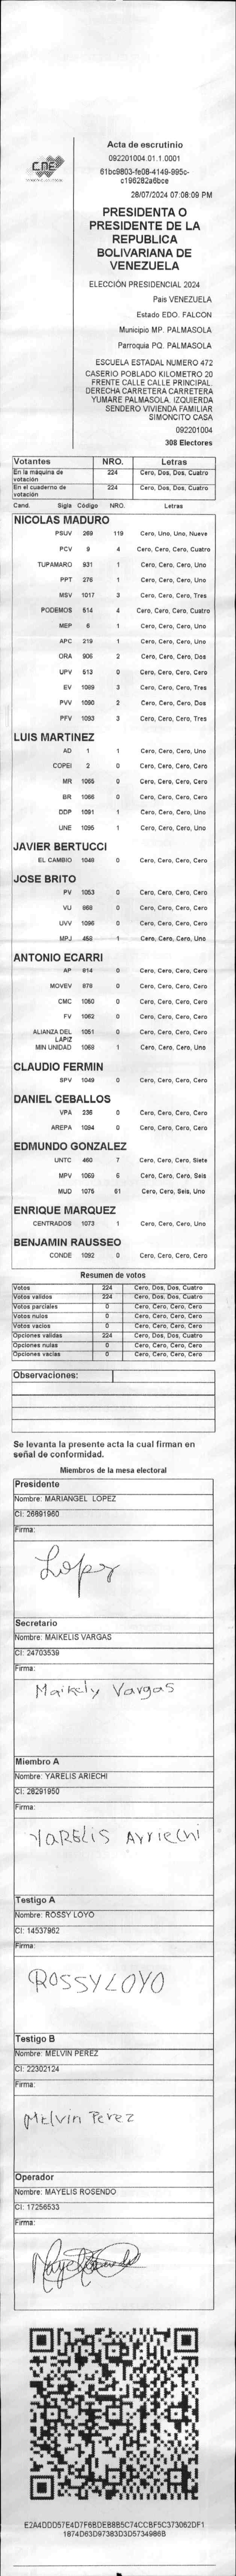 Acta de escrutinio
092201004.01.1.0001
61bc9803-fe08-4149-995c-
c196282a6bce
28/07/2024 07:08:09 PM
PRESIDENTA O
PRESIDENTE DE LA
REPUBLICA
BOLIVARIANA DE
VENEZUELA
ELECCIÓN PRESIDENCIAL 2024
País VENEZUELA
Estado EDO. FALCON
Municipio MP. PALMASOLA
Parroquia PQ. PALMASOLA
ESCUELA ESTADAL NUMERO 472
CASERIO POBLADO KILOMETRO 20
FRENTE CALLE CALLE PRINCIPAL.
DERECHA CARRETERA CARRETERA
YUMARE PALMASOLA. IZQUIERDA
SENDERO VIVIENDA FAMILIAR
SIMONCITO CASA
092201004
308 Electores
CNE
Votantes NRO. Letras
En la máquina de votación 224 Cero, Dos, Dos, Cuatro
En el cuaderno de votación 224 Cero, Dos, Dos, Cuatro
Cand. Sigla Código NRO. Letras
NICOLAS MADURO
PSUV 269 119 Cero, Uno, Uno, Nueve
PCV 9 4 Cero, Cero, Cero, Cuatro
TUPAMARO 931 1 Cero, Cero, Cero, Uno
PPT 276 1 Cero, Cero, Cero, Uno
MSV 1017 3 Cero, Cero, Cero, Tres
PODEMOS 514 4 Cero, Cero, Cero, Cuatro
MEP 6 1 Cero, Cero, Cero, Uno
APC 219 1 Cero, Cero, Cero, Uno
ORA 906 2 Cero, Cero, Cero, Dos
UPV 513 0 Cero, Cero, Cero, Cero
EV 1089 3 Cero, Cero, Cero, Tres
PVV 1090 2 Cero, Cero, Cero, Dos
PFV 1093 3 Cero, Cero, Cero, Tres
LUIS MARTINEZ
AD 1 1 Cero, Cero, Cero, Uno
COPEI 2 0 Cero, Cero, Cero, Cero
MR 1065 0 Cero, Cero, Cero, Cero
BR 1066 0 Cero, Cero, Cero, Cero
DDP 1091 1 Cero, Cero, Cero, Uno
UNE 1095 1 Cero, Cero, Cero, Uno
JAVIER BERTUCCI
EL CAMBIO 1048 0 Cero, Cero, Cero, Cero
JOSE BRITO
PV 1053 0 Cero, Cero, Cero, Cero
VU 868 0 Cero, Cero, Cero, Cero
UVV 1096 0 Cero, Cero, Cero, Cero
MPJ 458 1 Cero, Cero, Cero, Uno
ANTONIO ECARRI
AP 914 0 Cero, Cero, Cero, Cero
MOVEV 979 0 Cero, Cero, Cero, Cero
CMC 1050 0 Cero, Cero, Cero, Cero
FV 1062 0 Cero, Cero, Cero, Cero
ALIANZA DEL LAPIZ 1051 0 Cero, Cero, Cero, Cero
MIN UNIDAD 1068 1 Cero, Cero, Cero, Uno
CLAUDIO FERMIN
SPV 1049 0 Cero, Cero, Cero, Cero
DANIEL CEBALLOS
VPA 236 0 Cero, Cero, Cero, Cero
AREPA 1094 0 Cero, Cero, Cero, Cero
EDMUNDO GONZALEZ
UNTC 460 7 Cero, Cero, Cero, Siete
MPV 1069 6 Cero, Cero, Cero, Seis
MUD 1075 61 Cero, Cero, Seis, Uno
ENRIQUE MARQUEZ
CENTRADOS 1073 1 Cero, Cero, Cero, Uno
BENJAMIN RAUSSEO
CONDE 1092 0 Cero, Cero, Cero, Cero
Resumen de votos
Votos 224 Cero, Dos, Dos, Cuatro
Votos validos 224 Cero, Dos, Dos, Cuatro
Votos parciales 0 Cero, Cero, Cero, Cero
Votos nulos 0 Cero, Cero, Cero, Cero
Votos vacios 0 Cero, Cero, Cero, Cero
Opciones validas 224 Cero, Dos, Dos, Cuatro
Opciones nulas 0 Cero, Cero, Cero, Cero
Opciones vacias 0 Cero, Cero, Cero, Cero
Observaciones:
Se levanta la presente acta la cual firman en
señal de conformidad.
Miembros de la mesa electoral
Presidente
Nombre: MARIANGEL LOPEZ
CI: 26891960
Firma:
Lopez
Secretario
Nombre: MAIKELIS VARGAS
CI: 24703539
Firma:
Maikely Vargas
Miembro A
Nombre: YARELIS ARIECHI
CI: 28291950
Firma:
YARELIS Arriechi
Testigo A
Nombre: ROSSY LOYO
CI: 14537962
Firma:
ROSSY LOYO
Testigo B
Nombre: MELVIN PEREZ
CI: 22302124
Firma:
Melvin Perez
Operador
Nombre: MAYELIS ROSENDO
CI: 17256533
Firma:
E2A4DDD57E4D7F6BDEB8B5C74CCBF5C373062DF1
1874D63D97383D3D5734986B